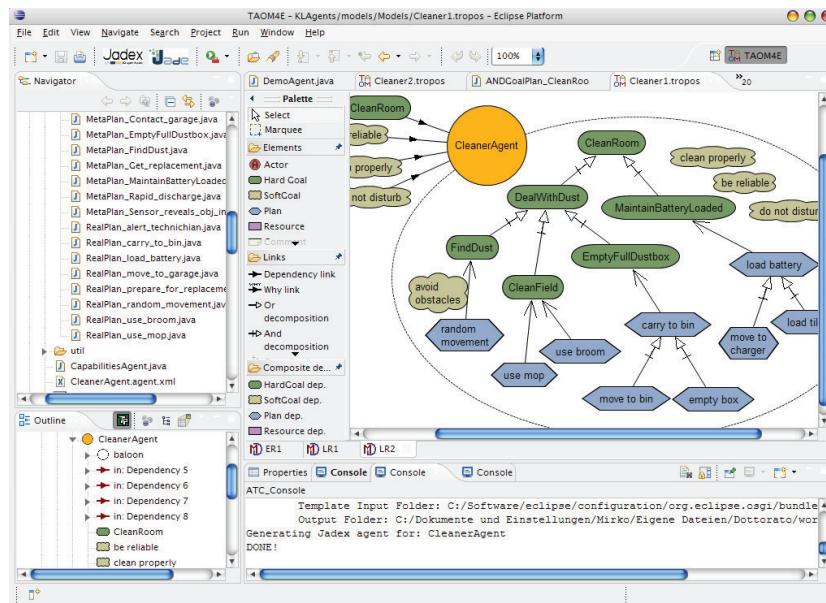 TAOM4E - KLAgents/models/Models/Cleaner1.tropos - Eclipse Platform
File Edit View Navigate Search Project Run Window Help
Jadex Jade 100% TAOM4E
Navigator
MetaPlan_Contact_garage.java
MetaPlan_EmptyFullDustbox.java
MetaPlan_FindDust.java
MetaPlan_Get_replacement.java
MetaPlan_MaintainBatteryLoaded
MetaPlan_Rapid_discharge.java
MetaPlan_Sensor_reveals_obj_in
RealPlan_alert_technichian.java
RealPlan_carry_to_bin.java
RealPlan_load_battery.java
RealPlan_move_to_garage.java
RealPlan_prepare_for_replaceme
RealPlan_random_movement.jav
RealPlan_use_broom.java
RealPlan_use_mop.java
util
CapabilitiesAgent.java
CleanerAgent.agent.xml
Outline
CleanerAgent
baloon
in: Dependency 5
in: Dependency 6
in: Dependency 7
in: Dependency 8
CleanRoom
be reliable
clean properly
DemoAgent.java Cleaner2.tropos ANDGoalPlan_CleanRoo Cleaner1.tropos »20
Palette
Select
Marquee
Elements
Actor
Hard Goal
SoftGoal
Plan
Resource
Comment
Links
Dependency link
Why link
Or
decomposition
And
decomposition
Composite de...
HardGoal dep.
SoftGoal dep.
Plan dep.
Resource dep.
CleanRoom
reliable
properly
not disturb
CleanerAgent
CleanRoom
clean properly
be reliable
do not disturb
DealWithDust
MaintainBatteryLoaded
FindDust
EmptyFullDustbox
load battery
avoid
obstacles
CleanField
random
movement
carry to bin
move to
charger
load til
use broom
use mop
move to bin
empty box
ER1 LR1 LR2
Properties Console Console Console
ATC_Console
Template Input Folder: C:/Software/eclipse/configuration/org.eclipse.osgi/bundle
Output Folder: C:/Dokumente und Einstellungen/Mirko/Eigene Dateien/Dottorato/wor
Generating Jadex agent for: CleanerAgent
DONE!